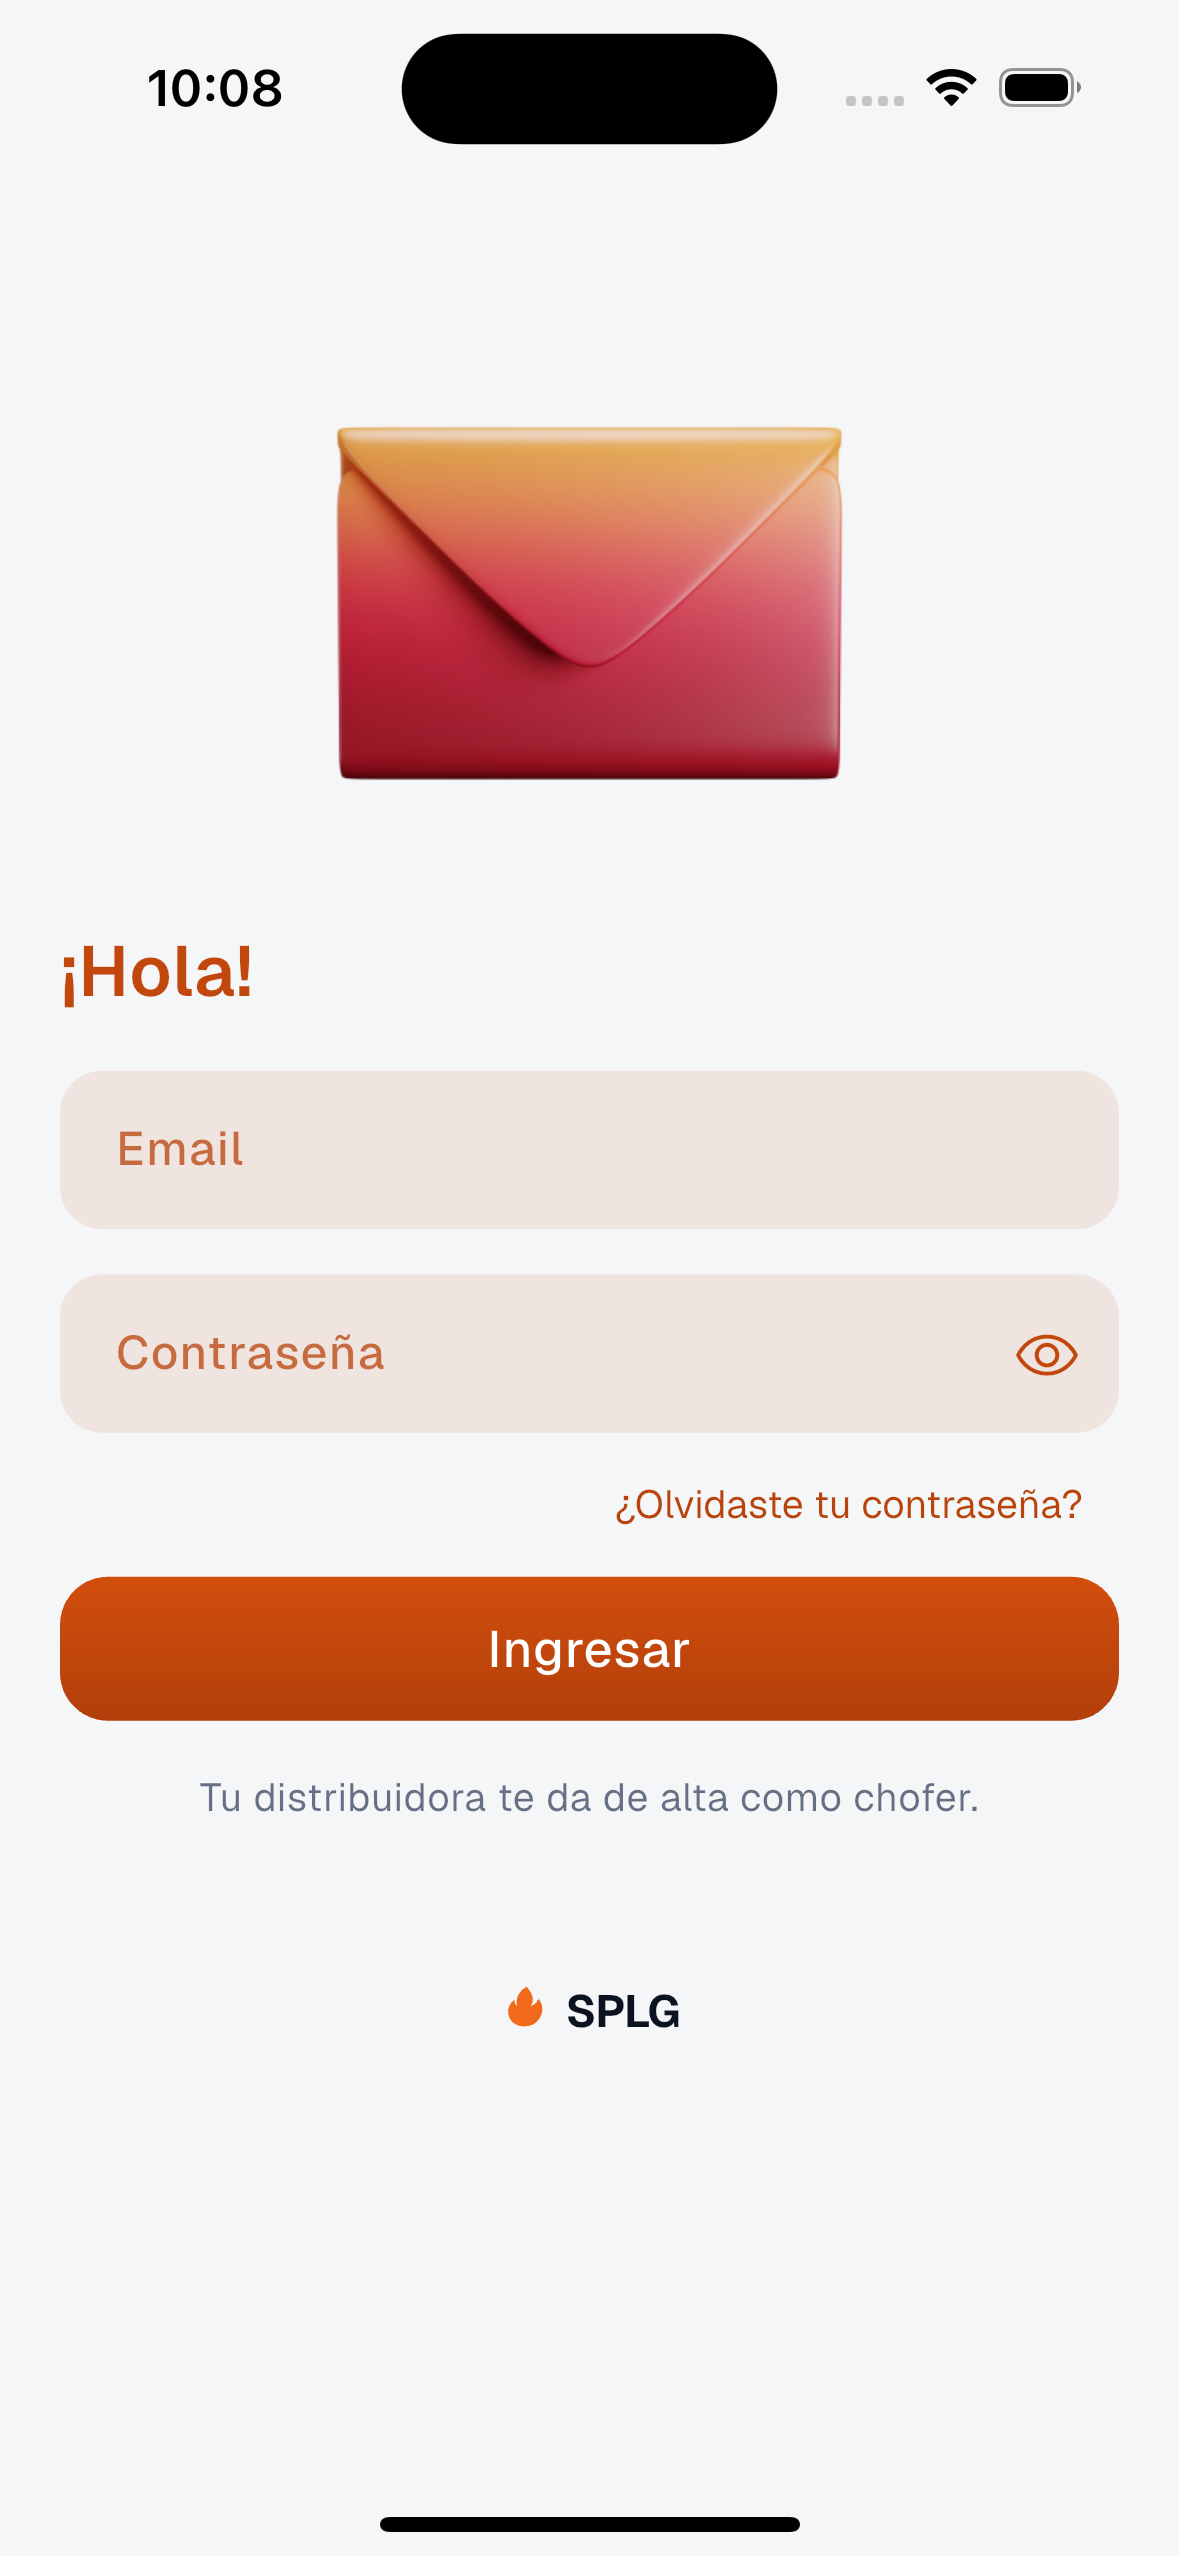 10:08
¡Hola!
Email
Contraseña
¿Olvidaste tu contraseña?
Ingresar
Tu distribuidora te da de alta como chofer.
SPLG